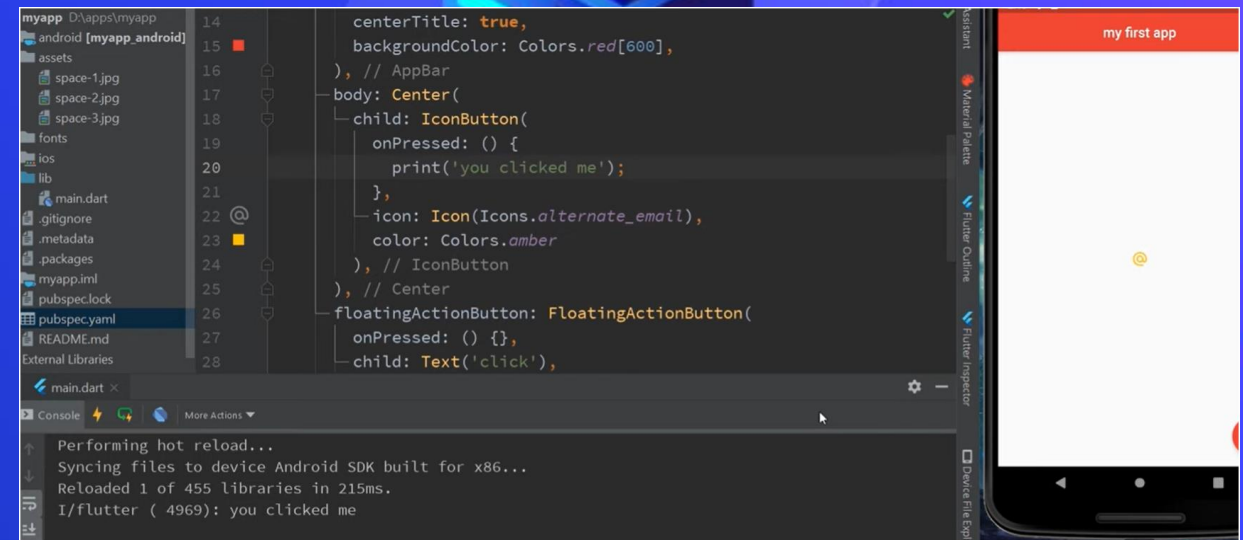 myapp D:\apps\myapp
android [myapp_android]
assets
space-1.jpg
space-2.jpg
space-3.jpg
fonts
ios
lib
main.dart
.gitignore
.metadata
.packages
myapp.iml
pubspec.lock
pubspec.yaml
README.md
External Libraries
14 centerTitle: true,
15 backgroundColor: Colors.red[600],
16 ), // AppBar
17 body: Center(
18 child: IconButton(
19 onPressed: () {
20 print('you clicked me');
21 },
22 @ icon: Icon(Icons.alternate_email),
23 color: Colors.amber
24 ), // IconButton
25 ), // Center
26 floatingActionButton: FloatingActionButton(
27 onPressed: () {},
28 child: Text('click'),
Assistant
Material Palette
Flutter Outline
Flutter Inspector
Device File Expl
my first app
@
main.dart
Console
More Actions
Performing hot reload...
Syncing files to device Android SDK built for x86...
Reloaded 1 of 455 libraries in 215ms.
I/flutter ( 4969): you clicked me